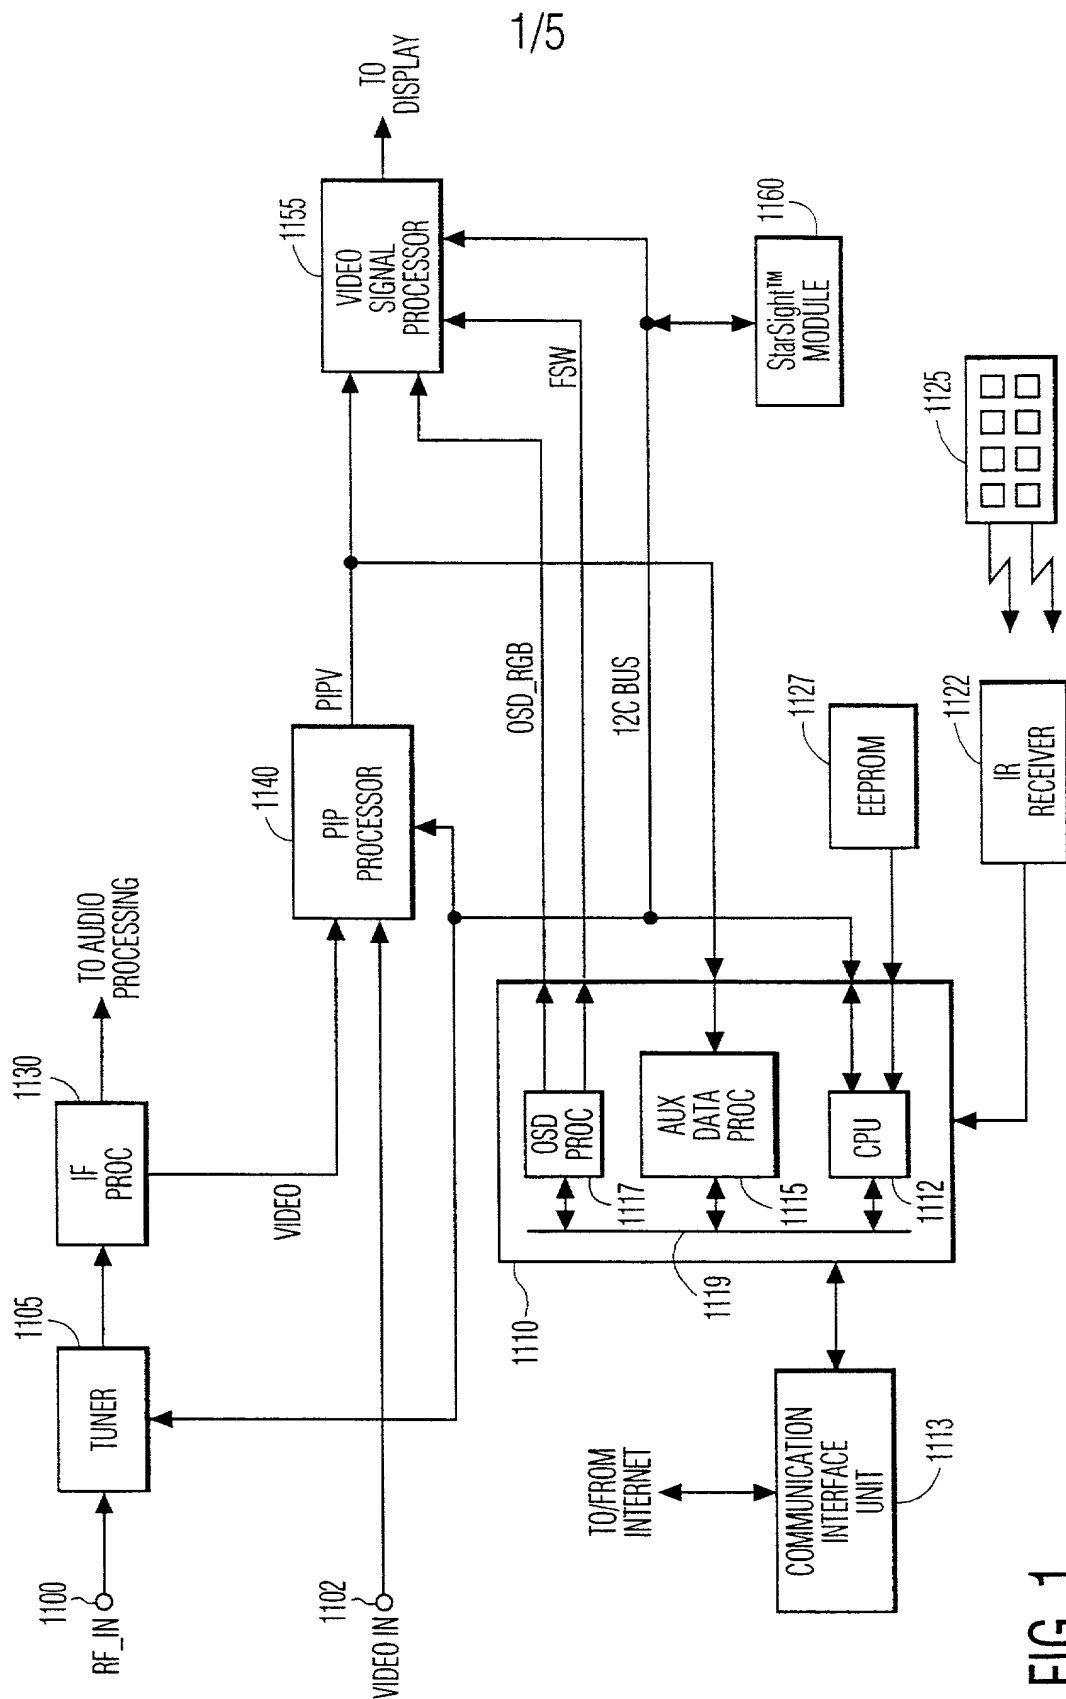 1/5
1100
RF_IN
1105
TUNER
1130
IF
PROC
TO AUDIO
PROCESSING
VIDEO
1102
VIDEO IN
1140
PIP
PROCESSOR
PIPV
1155
VIDEO
SIGNAL
PROCESSOR
TO
DISPLAY
OSD_RGB
FSW
12C BUS
1160
StarSight™
MODULE
1110
OSD
PROC
1117
AUX
DATA
PROC
1115
CPU
1112
1119
1127
EEPROM
1122
IR
RECEIVER
1125
TO/FROM
INTERNET
COMMUNICATION
INTERFACE
UNIT
1113
FIG. 1